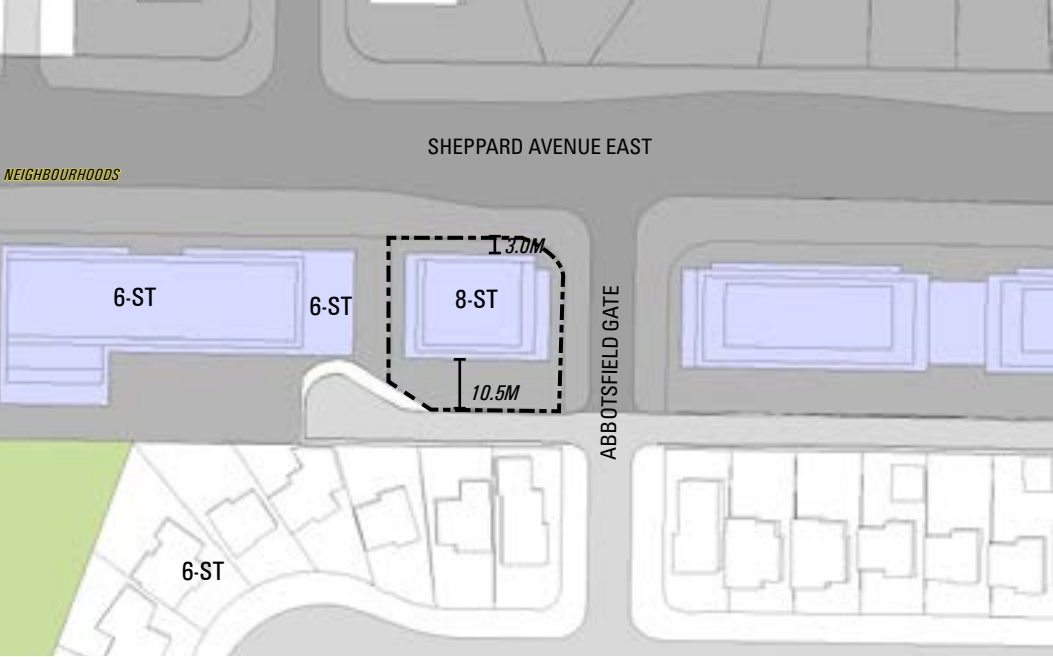 SHEPPARD AVENUE EAST
NEIGHBOURHOODS
3.0M
6-ST
6-ST
8-ST
ABBOTSFIELD GATE
10.5M
6-ST